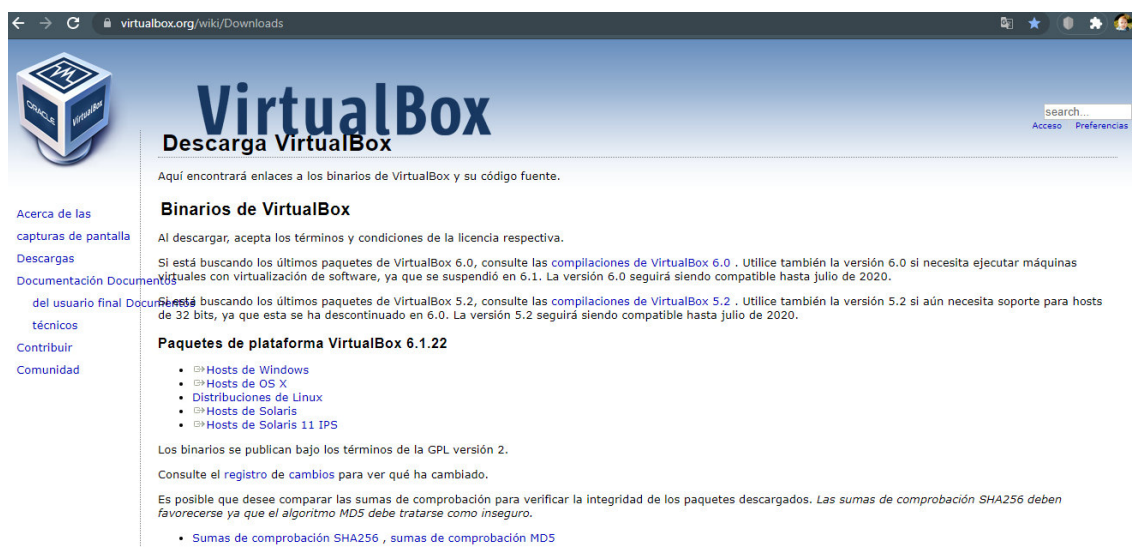 virtualbox.org/wiki/Downloads
ORACLE
VirtualBox
VirtualBox
search...
Acceso Preferencias
Descarga VirtualBox
Aquí encontrará enlaces a los binarios de VirtualBox y su código fuente.
Acerca de las
capturas de pantalla
Descargas
Documentación Documentos
del usuario final Documentos
técnicos
Contribuir
Comunidad
Binarios de VirtualBox
Al descargar, acepta los términos y condiciones de la licencia respectiva.
Si está buscando los últimos paquetes de VirtualBox 6.0, consulte las compilaciones de VirtualBox 6.0 . Utilice también la versión 6.0 si necesita ejecutar máquinas
virtuales con virtualización de software, ya que se suspendió en 6.1. La versión 6.0 seguirá siendo compatible hasta julio de 2020.
Si está buscando los últimos paquetes de VirtualBox 5.2, consulte las compilaciones de VirtualBox 5.2 . Utilice también la versión 5.2 si aún necesita soporte para hosts
de 32 bits, ya que esta se ha descontinuado en 6.0. La versión 5.2 seguirá siendo compatible hasta julio de 2020.
Paquetes de plataforma VirtualBox 6.1.22
• Hosts de Windows
• Hosts de OS X
• Distribuciones de Linux
• Hosts de Solaris
• Hosts de Solaris 11 IPS
Los binarios se publican bajo los términos de la GPL versión 2.
Consulte el registro de cambios para ver qué ha cambiado.
Es posible que desee comparar las sumas de comprobación para verificar la integridad de los paquetes descargados. Las sumas de comprobación SHA256 deben
favorecerse ya que el algoritmo MD5 debe tratarse como inseguro.
• Sumas de comprobación SHA256 , sumas de comprobación MD5